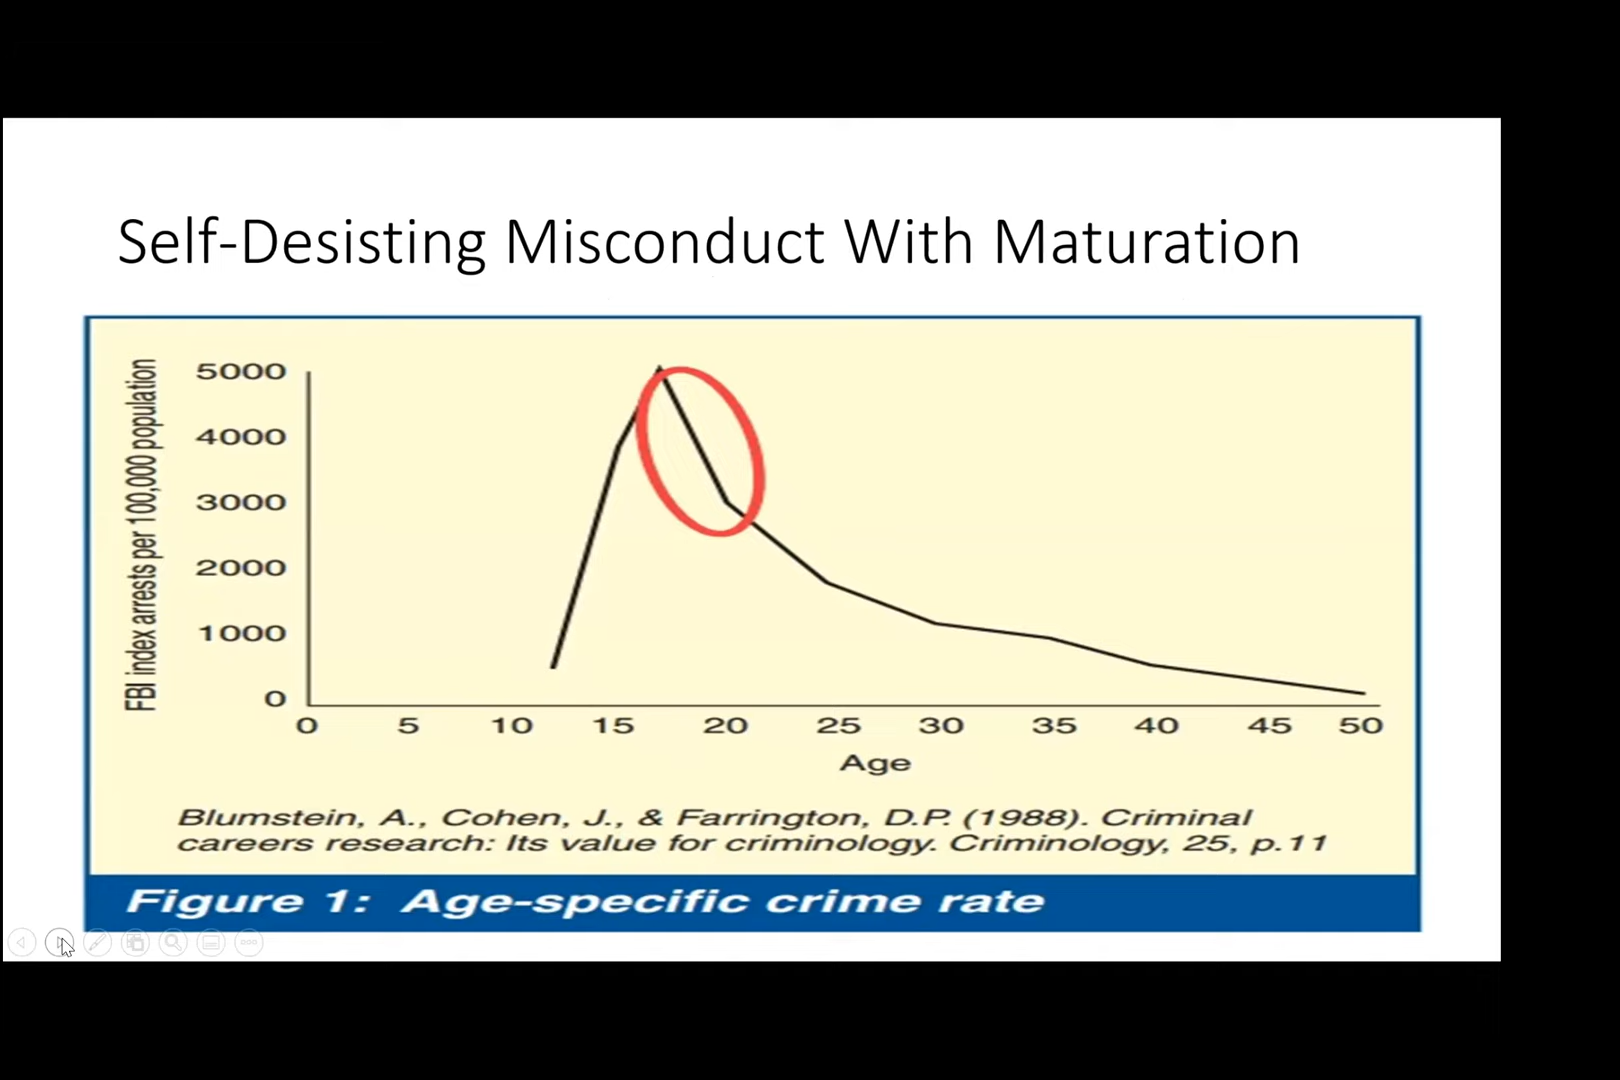 Self-Desisting Misconduct With Maturation
FBI index arrests per 100,000 population
5000
4000
3000
2000
1000
0
0 5 10 15 20 25 30 35 40 45 50
Age
Blumstein, A., Cohen, J., & Farrington, D.P. (1988). Criminal
careers research: Its value for criminology. Criminology, 25, p.11
Figure 1: Age-specific crime rate